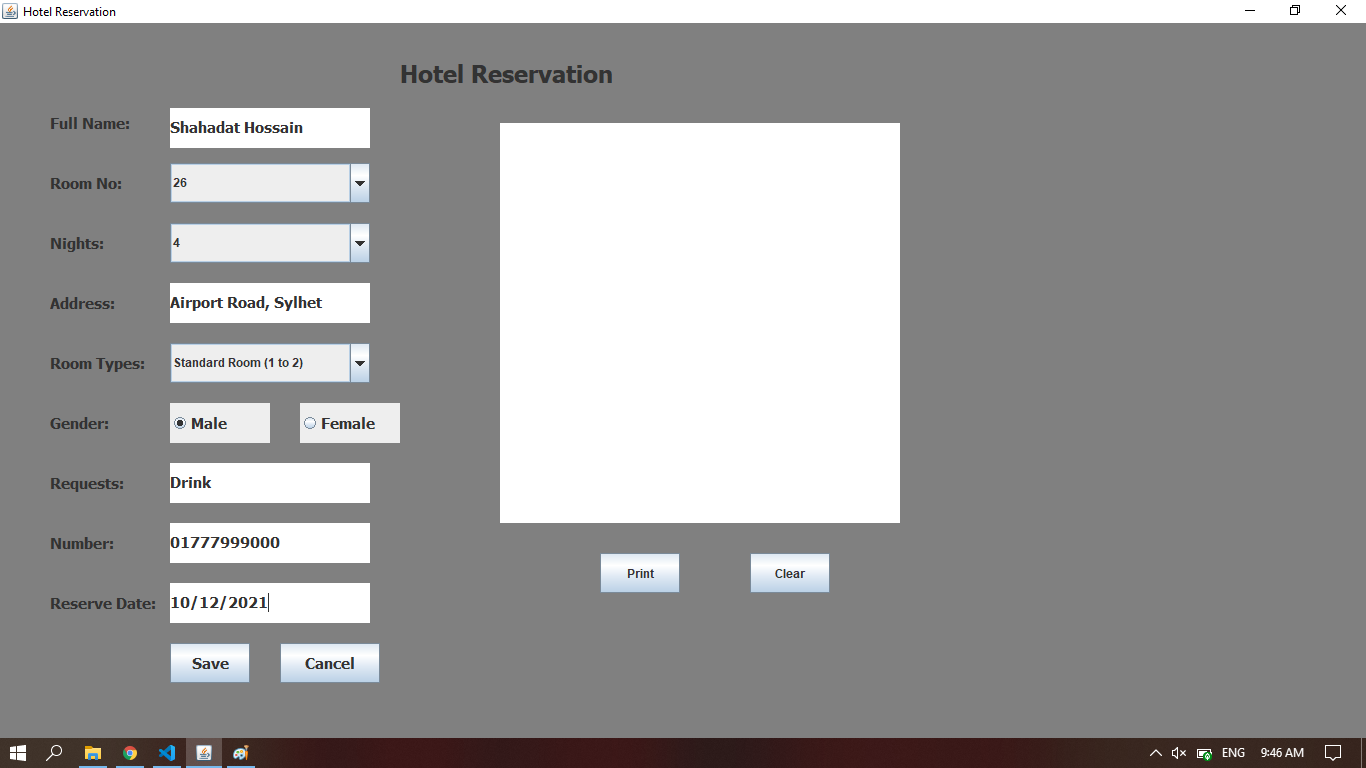 Hotel Reservation
Hotel Reservation
Full Name: Shahadat Hossain
Room No: 26
Nights: 4
Address: Airport Road, Sylhet
Room Types: Standard Room (1 to 2)
Gender: Male Female
Requests: Drink
Number: 01777999000
Reserve Date: 10/12/2021
Save Cancel
Print Clear
ENG 9:46 AM